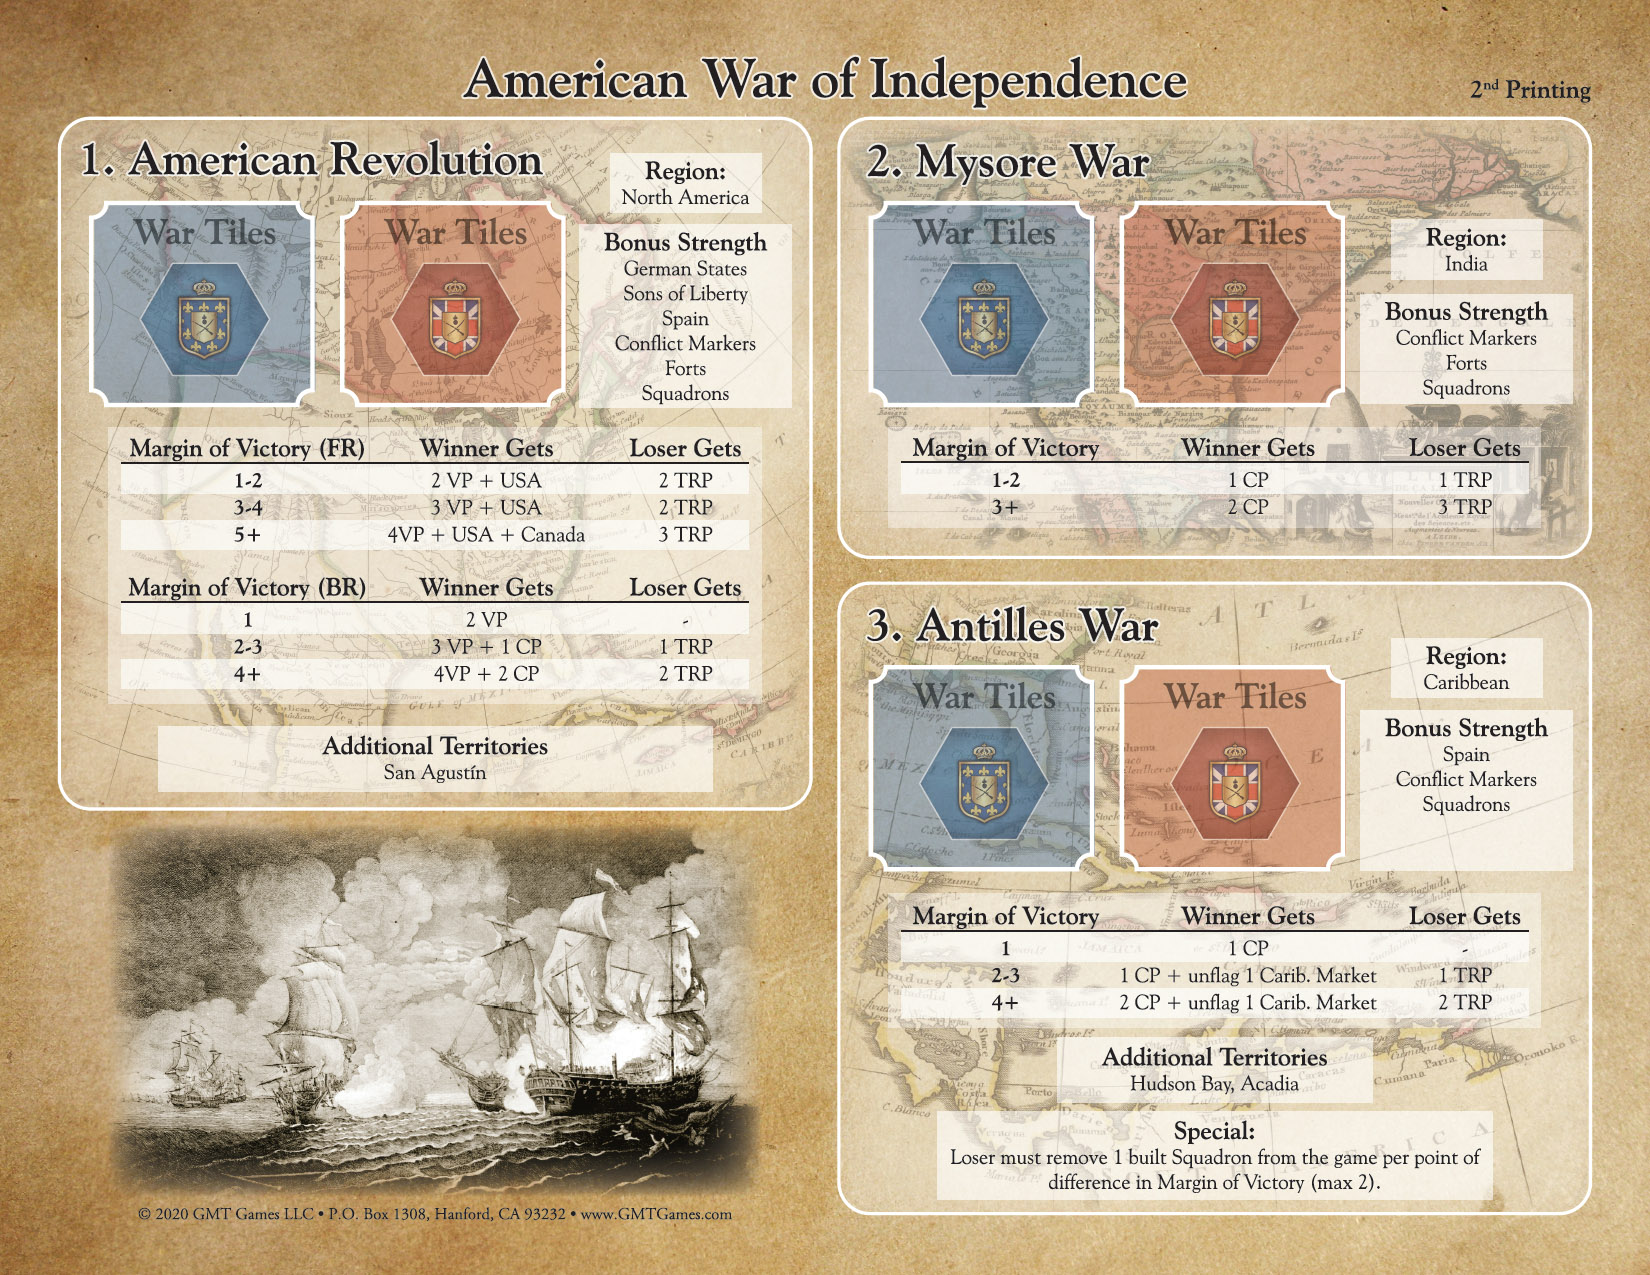 American War of Independence
2nd Printing
1. American Revolution
War Tiles
War Tiles
Region:
North America
Bonus Strength
German States
Sons of Liberty
Spain
Conflict Markers
Forts
Squadrons
Margin of Victory (FR) Winner Gets Loser Gets
1-2 2 VP + USA 2 TRP
3-4 3 VP + USA 2 TRP
5+ 4VP + USA + Canada 3 TRP
Margin of Victory (BR) Winner Gets Loser Gets
1 2 VP -
2-3 3 VP + 1 CP 1 TRP
4+ 4VP + 2 CP 2 TRP
Additional Territories
San Agustín
2. Mysore War
War Tiles
War Tiles
Region:
India
Bonus Strength
Conflict Markers
Forts
Squadrons
Margin of Victory Winner Gets Loser Gets
1-2 1 CP 1 TRP
3+ 2 CP 3 TRP
3. Antilles War
War Tiles
War Tiles
Region:
Caribbean
Bonus Strength
Spain
Conflict Markers
Squadrons
Margin of Victory Winner Gets Loser Gets
1 1 CP -
2-3 1 CP + unflag 1 Carib. Market 1 TRP
4+ 2 CP + unflag 1 Carib. Market 2 TRP
Additional Territories
Hudson Bay, Acadia
Special:
Loser must remove 1 built Squadron from the game per point of
difference in Margin of Victory (max 2).
© 2020 GMT Games LLC • P.O. Box 1308, Hanford, CA 93232 • www.GMTGames.com